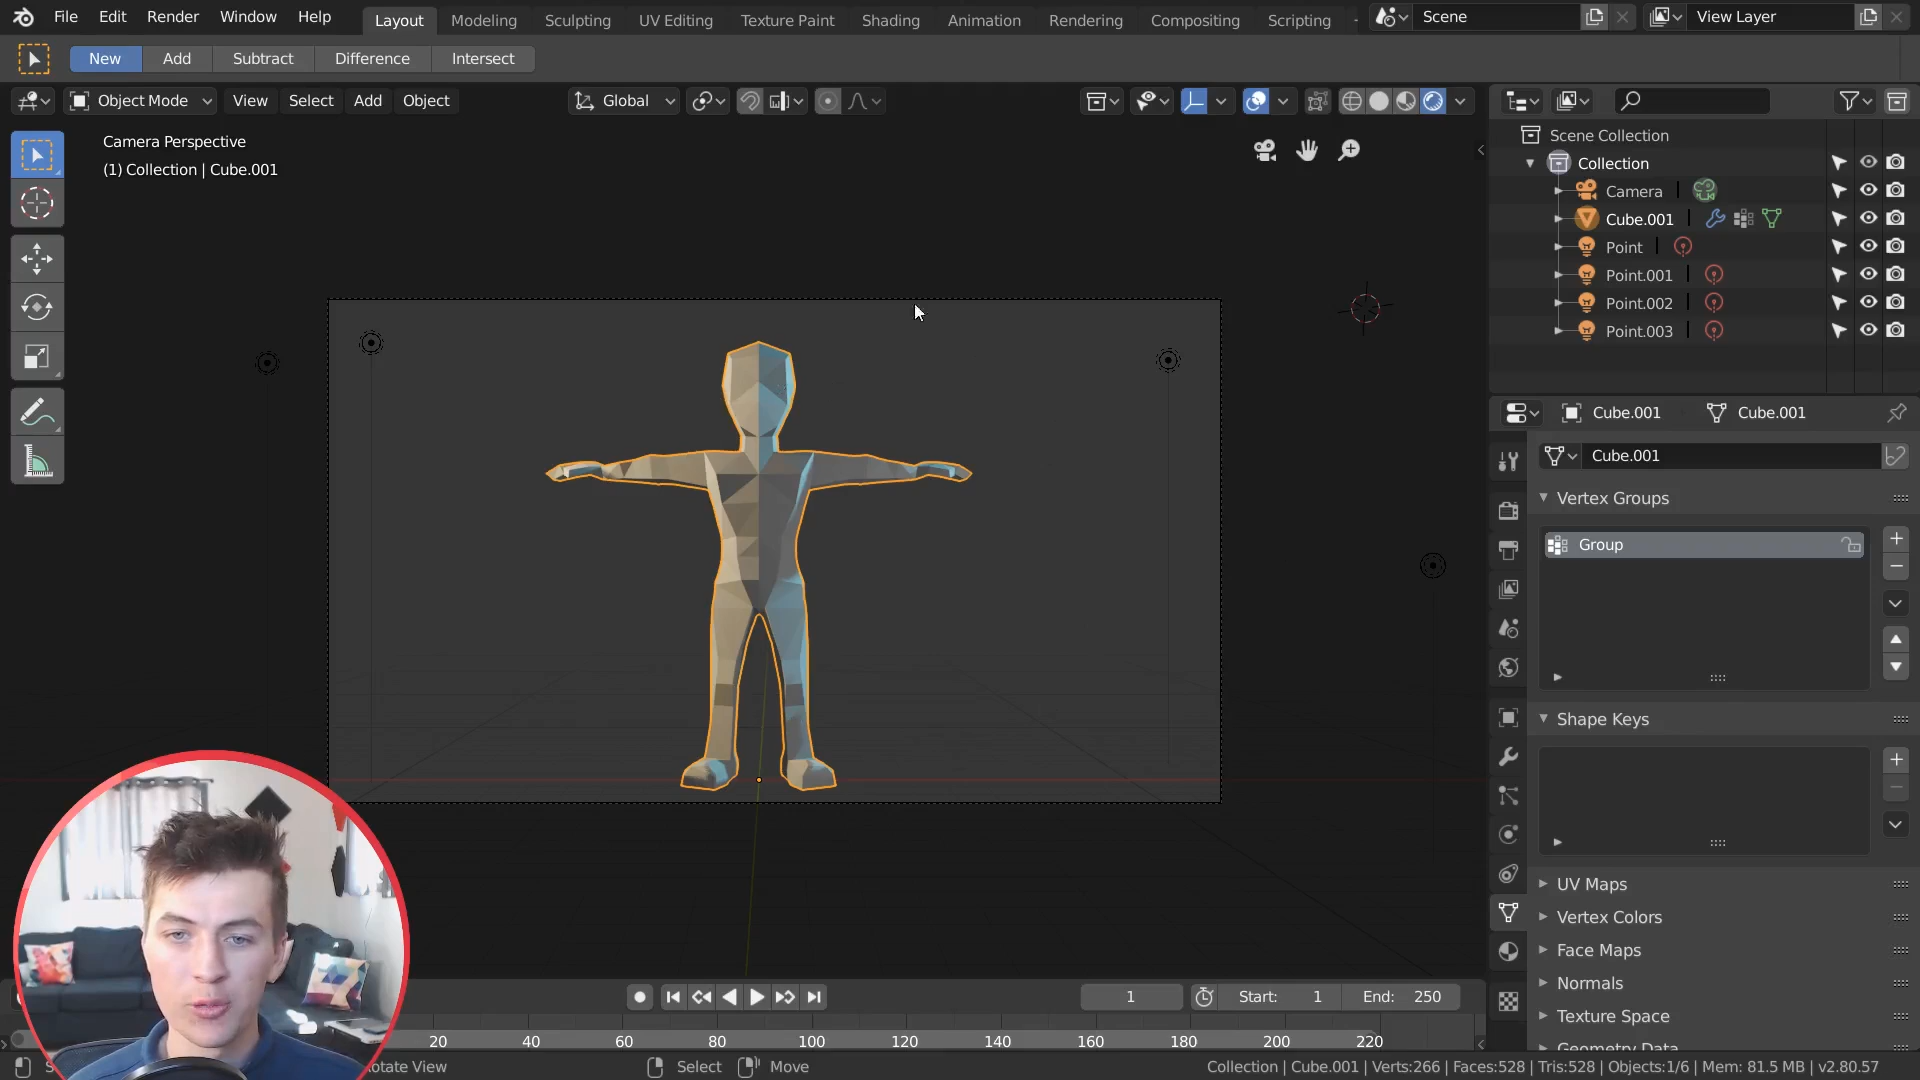 File Edit Render Window Help Layout Modeling Sculpting UV Editing Texture Paint Shading Animation Rendering Compositing Scripting Scene View Layer
New Add Subtract Difference Intersect
Object Mode View Select Add Object Global
Camera Perspective
(1) Collection | Cube.001
Scene Collection
Collection
Camera
Cube.001
Point
Point.001
Point.002
Point.003
Cube.001 Cube.001
Cube.001
Vertex Groups
Group
Shape Keys
UV Maps
Vertex Colors
Face Maps
Normals
Texture Space
Geometry Data
1 Start: 1 End: 250
20 40 60 80 100 120 140 160 180 200 220
Rotate View Select Move Collection | Cube.001 | Verts:266 | Faces:528 | Tris:528 | Objects:1/6 | Mem: 81.5 MB | v2.80.57